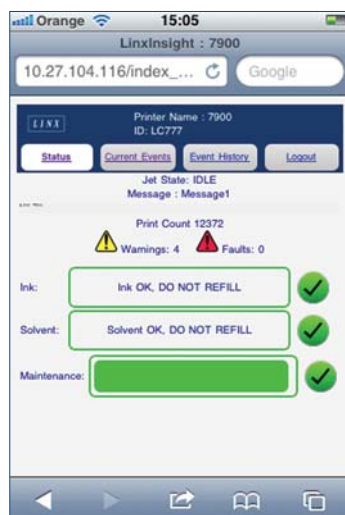 Orange 15:05
LinxInsight : 7900
10.27.104.116/index_... Google
LINX
Printer Name : 7900
ID: LC777
Status Current Events Event History Logout
Jet State: IDLE
Message : Message1
Print Count 12372
Warnings: 4 Faults: 0
Ink: Ink OK, DO NOT REFILL
Solvent: Solvent OK, DO NOT REFILL
Maintenance: